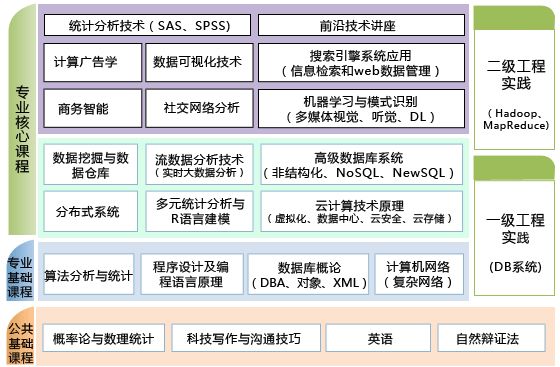 统计分析技术（SAS、SPSS)
前沿技术讲座
计算广告学
数据可视化技术
搜索引擎系统应用
（信息检索和web数据管理）
商务智能
社交网络分析
机器学习与模式识别
（多媒体视觉、听觉、DL）
专业核心课程
数据挖掘与数
据仓库
流数据分析技术
（实时大数据分析）
高级数据库系统
（非结构化、NoSQL、NewSQL）
分布式系统
多元统计分析与
R语言建模
云计算技术原理
（虚拟化、数据中心、云安全、云存储）
二级工程
实践
（Hadoop、
MapReduce)
一级工程
实践
(DB系统)
专业
基础
课程
算法分析与统计
程序设计及编
程语言原理
数据库概论
（DBA、对象、XML）
计算机网络
（复杂网络）
公共
基础
课程
概率论与数理统计
科技写作与沟通技巧
英语
自然辩证法